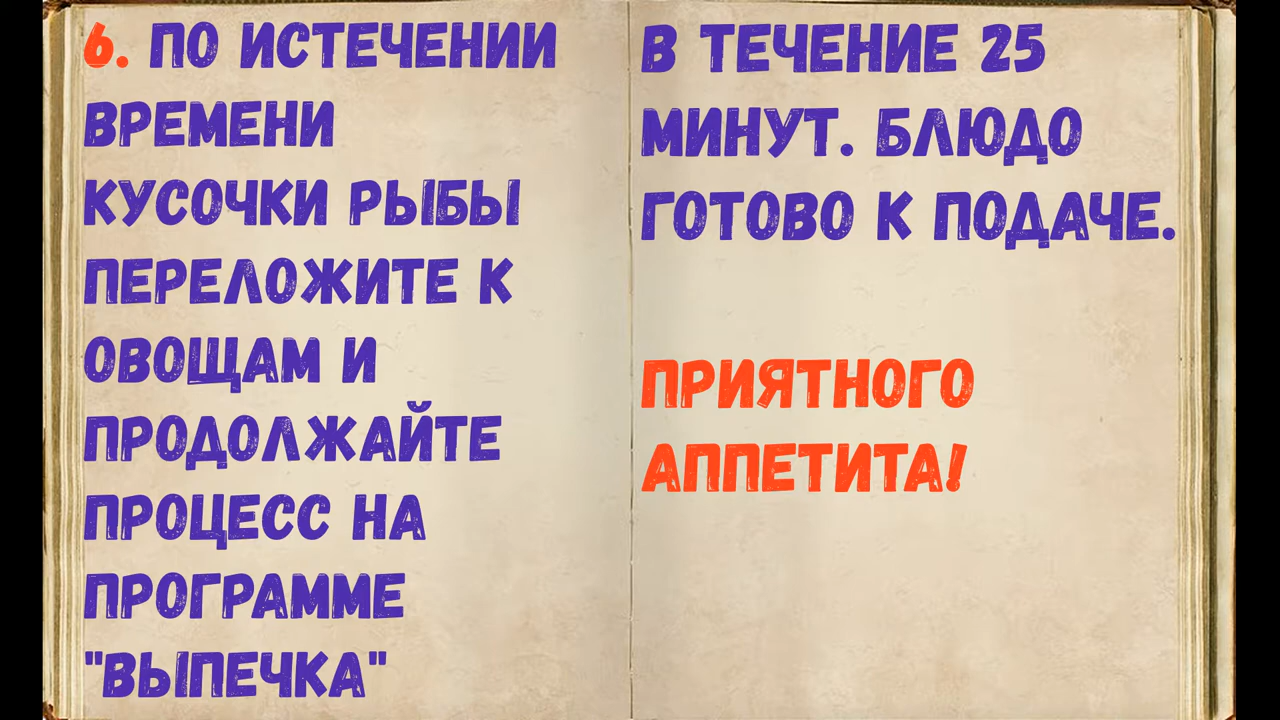 6. ПО ИСТЕЧЕНИИ
ВРЕМЕНИ
КУСОЧКИ РЫБЫ
ПЕРЕЛОЖИТЕ К
ОВОЩАМ И
ПРОДОЛЖАЙТЕ
ПРОЦЕСС НА
ПРОГРАММЕ
"ВЫПЕЧКА"
В ТЕЧЕНИЕ 25
МИНУТ. БЛЮДО
ГОТОВО К ПОДАЧЕ.
ПРИЯТНОГО
АППЕТИТА!